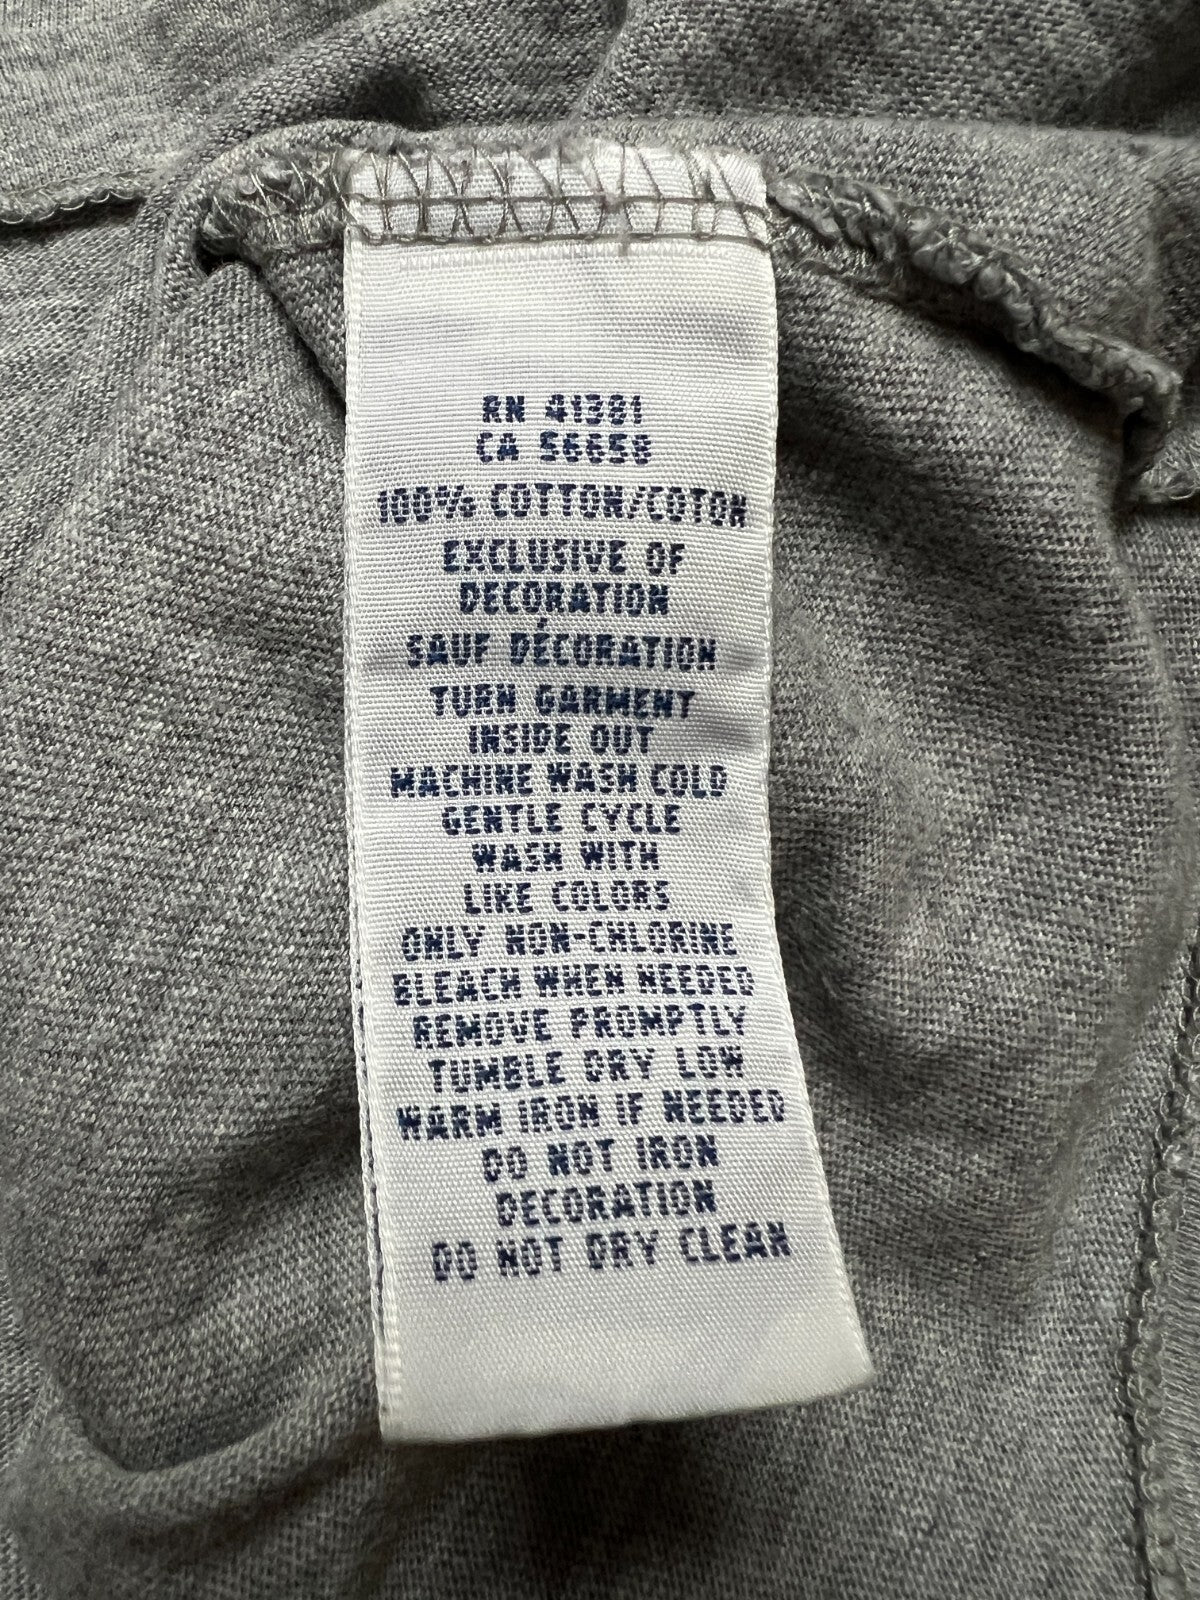 RN 41381
CA 56658
100% COTTON/COTON
EXCLUSIVE OF
DECORATION
SAUF DÉCORATION
TURN GARMENT
INSIDE OUT
MACHINE WASH COLD
GENTLE CYCLE
WASH WITH
LIKE COLORS
ONLY NON-CHLORINE
BLEACH WHEN NEEDED
REMOVE PROMPTLY
TUMBLE DRY LOW
WARM IRON IF NEEDED
DO NOT IRON
DECORATION
DO NOT DRY CLEAN